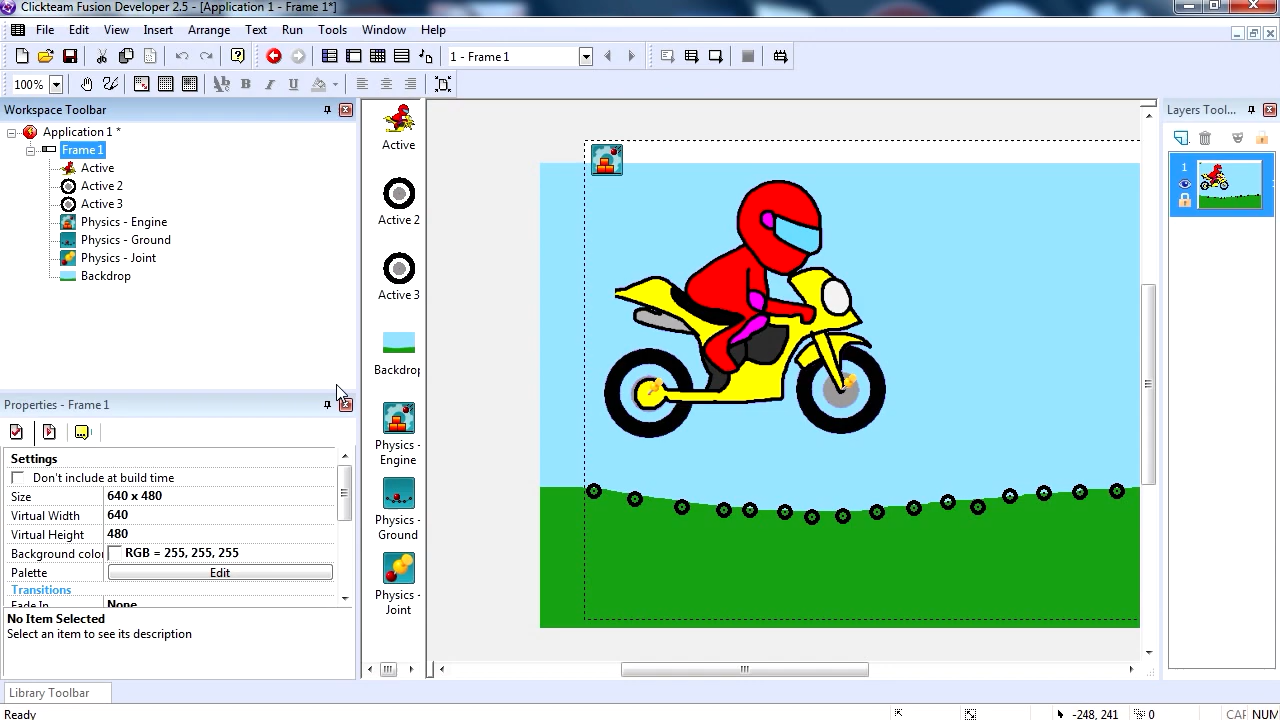 Clickteam Fusion Developer 2.5 - [Application 1 - Frame 1*]
File Edit View Insert Arrange Text Run Tools Window Help
1 - Frame 1
100%
Workspace Toolbar
Application 1 *
Frame 1
Active
Active 2
Active 3
Physics - Engine
Physics - Ground
Physics - Joint
Backdrop
Properties - Frame 1
Settings
Don't include at build time
Size 640 x 480
Virtual Width 640
Virtual Height 480
Background color RGB = 255, 255, 255
Palette Edit
Transitions
Fade In None
No Item Selected
Select an item to see its description
Library Toolbar
Ready
Active
Active 2
Active 3
Backdrop
Physics -
Engine
Physics -
Ground
Physics -
Joint
Layers Tool...
1
-248, 241
0
CAP NUM